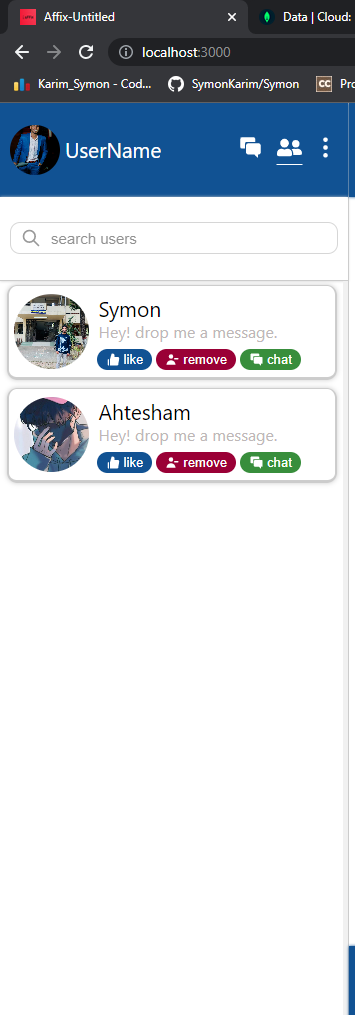 Affix-Untitled
Data | Cloud:
localhost:3000
Karim_Symon - Cod...
SymonKarim/Symon
CC
Pro
UserName
search users
Symon
Hey! drop me a message.
like
remove
chat
Ahtesham
Hey! drop me a message.
like
remove
chat